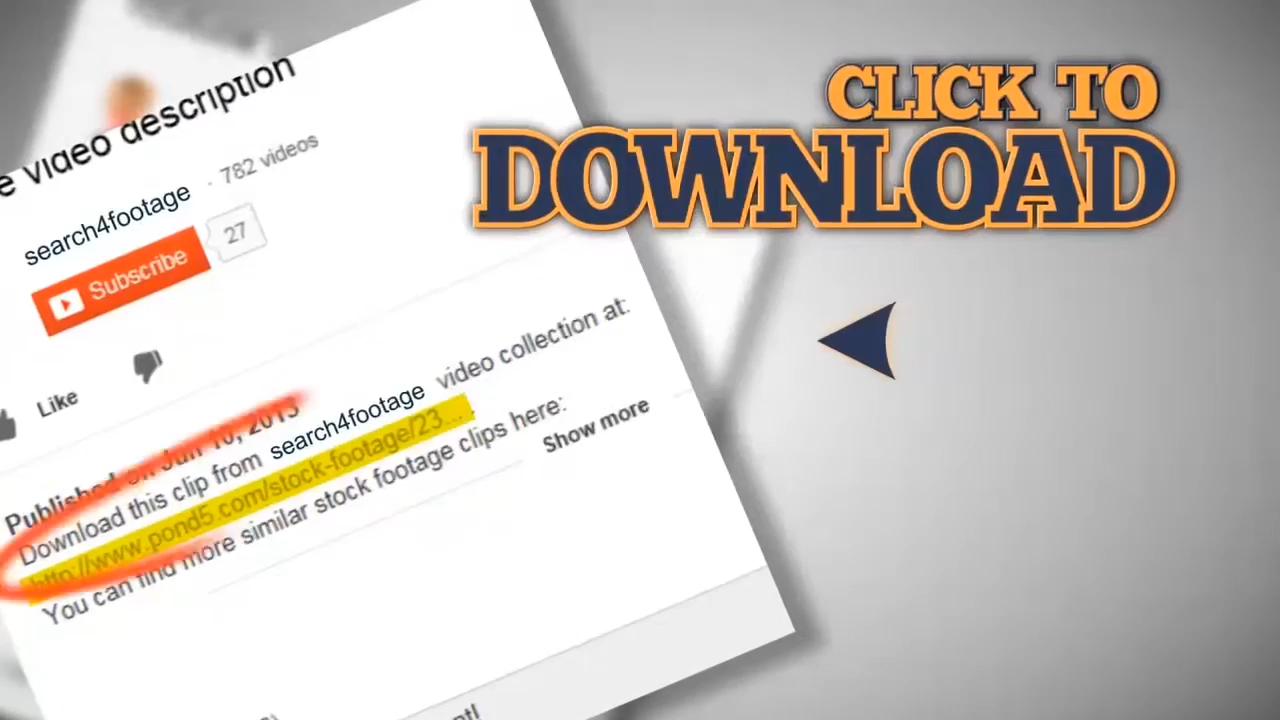 CLICK TO
DOWNLOAD
e video description
search4footage · 782 videos
Subscribe 27
Like
Published on Jun 10, 2013
Download this clip from search4footage video collection at:
http://www.pond5.com/stock-footage/23...
You can find more similar stock footage clips here:
Show more